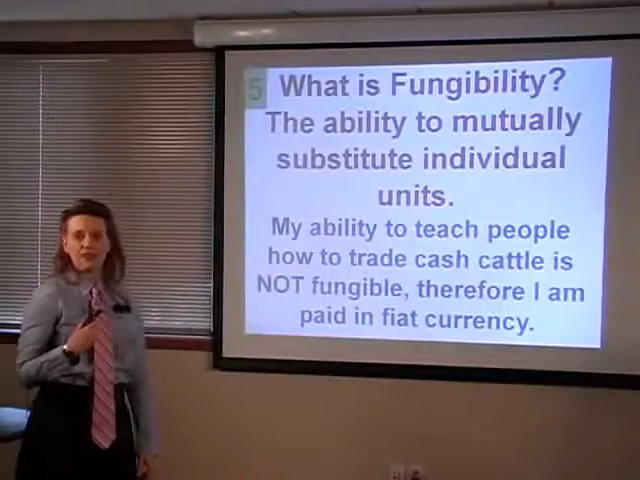 5 What is Fungibility?
The ability to mutually
substitute individual
units.
My ability to teach people
how to trade cash cattle is
NOT fungible, therefore I am
paid in fiat currency.